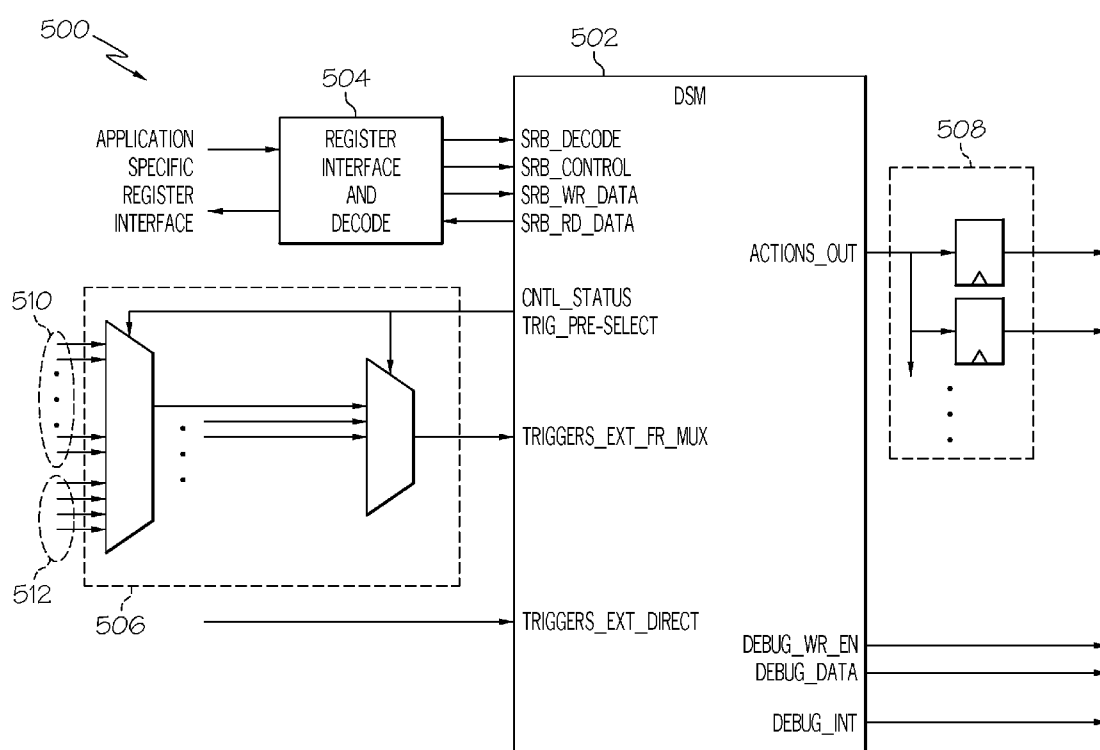 500
502
504
DSM
508
APPLICATION
SPECIFIC
REGISTER
INTERFACE
REGISTER
INTERFACE
AND
DECODE
SRB_DECODE
SRB_CONTROL
SRB_WR_DATA
SRB_RD_DATA
ACTIONS_OUT
510
CNTL_STATUS
TRIG_PRE-SELECT
TRIGGERS_EXT_FR_MUX
512
506
TRIGGERS_EXT_DIRECT
DEBUG_WR_EN
DEBUG_DATA
DEBUG_INT